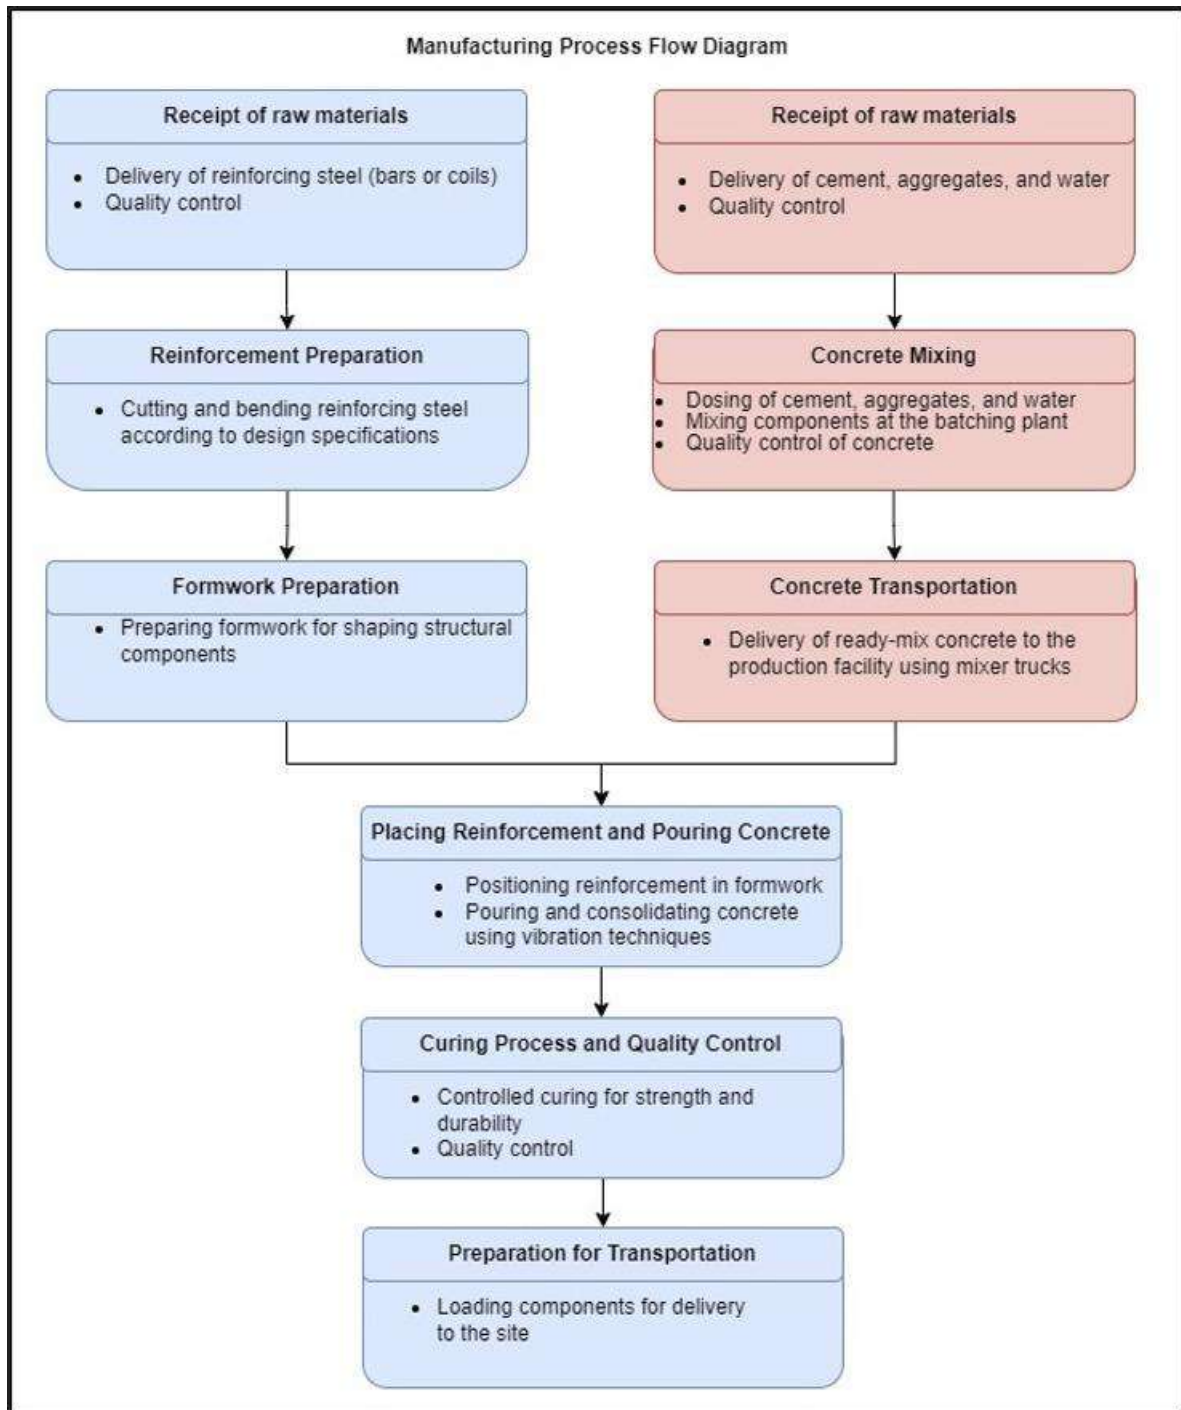 Manufacturing Process Flow Diagram
Receipt of raw materials
• Delivery of reinforcing steel (bars or coils)
• Quality control
Receipt of raw materials
• Delivery of cement, aggregates, and water
• Quality control
Reinforcement Preparation
• Cutting and bending reinforcing steel
according to design specifications
Concrete Mixing
• Dosing of cement, aggregates, and water
• Mixing components at the batching plant
• Quality control of concrete
Formwork Preparation
• Preparing formwork for shaping structural
components
Concrete Transportation
• Delivery of ready-mix concrete to the
production facility using mixer trucks
Placing Reinforcement and Pouring Concrete
• Positioning reinforcement in formwork
• Pouring and consolidating concrete
using vibration techniques
Curing Process and Quality Control
• Controlled curing for strength and
durability
• Quality control
Preparation for Transportation
• Loading components for delivery
to the site